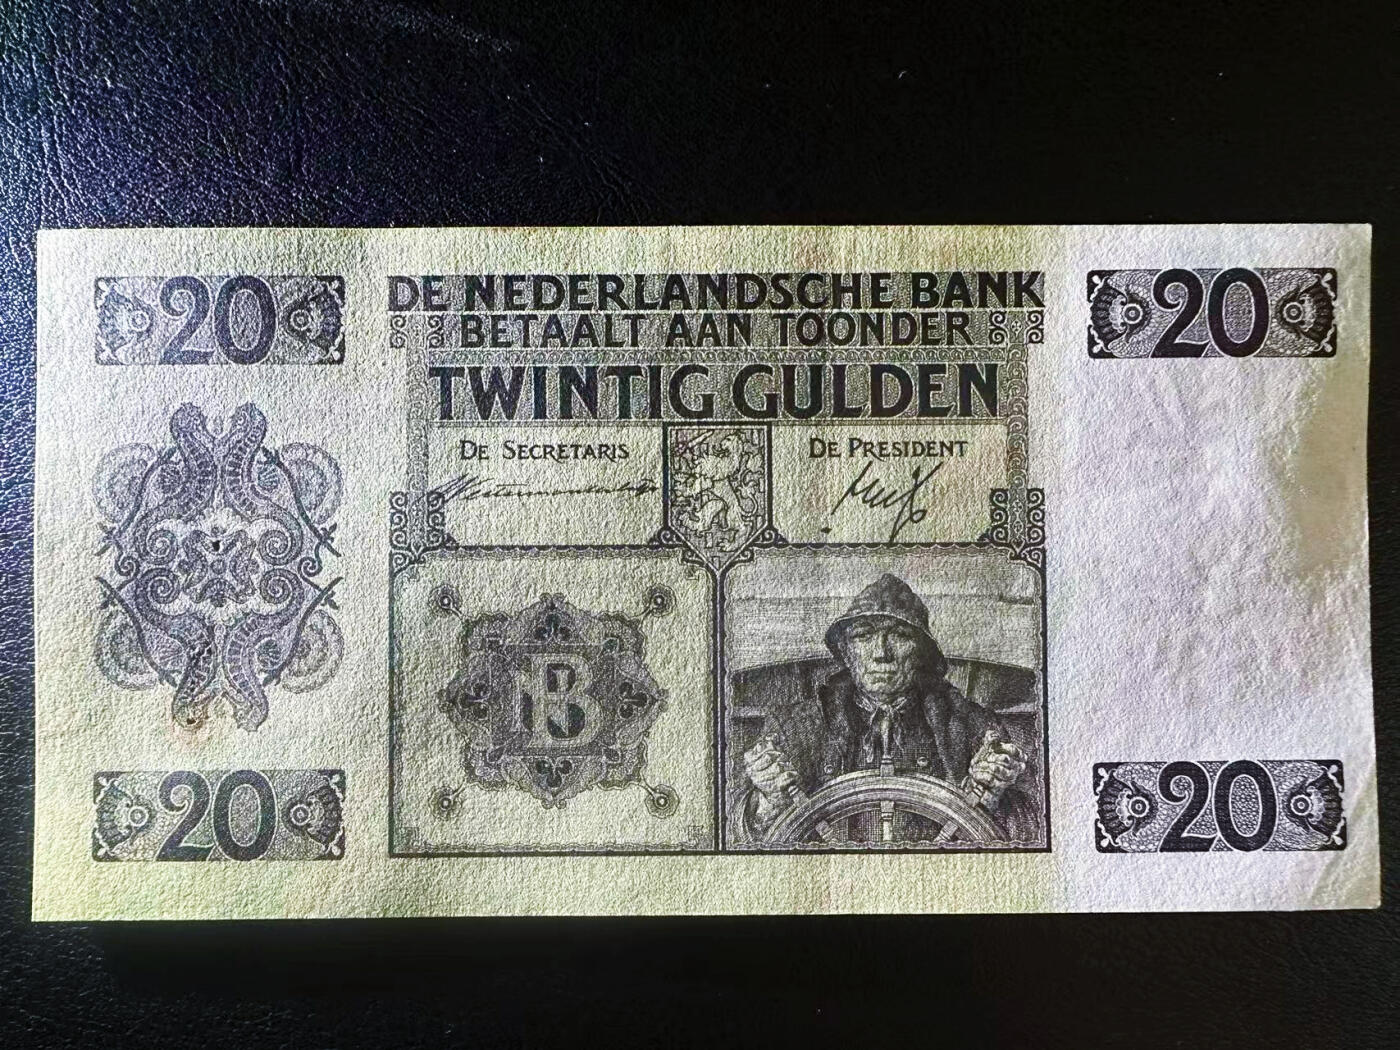 20 20
DE NEDERLANDSCHE BANK
BETAALT AAN TOONDER
TWINTIG GULDEN
DE SECRETARIS DE PRESIDENT
B
20 20